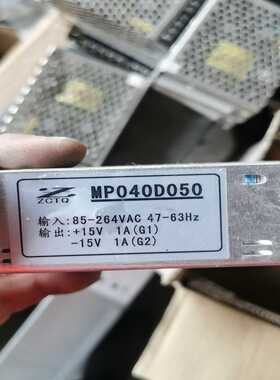 ZCTQ
MP040D050
输入:85-264VAC 47-63Hz
输出:+15V 1A(G1)
-15V 1A(G2)